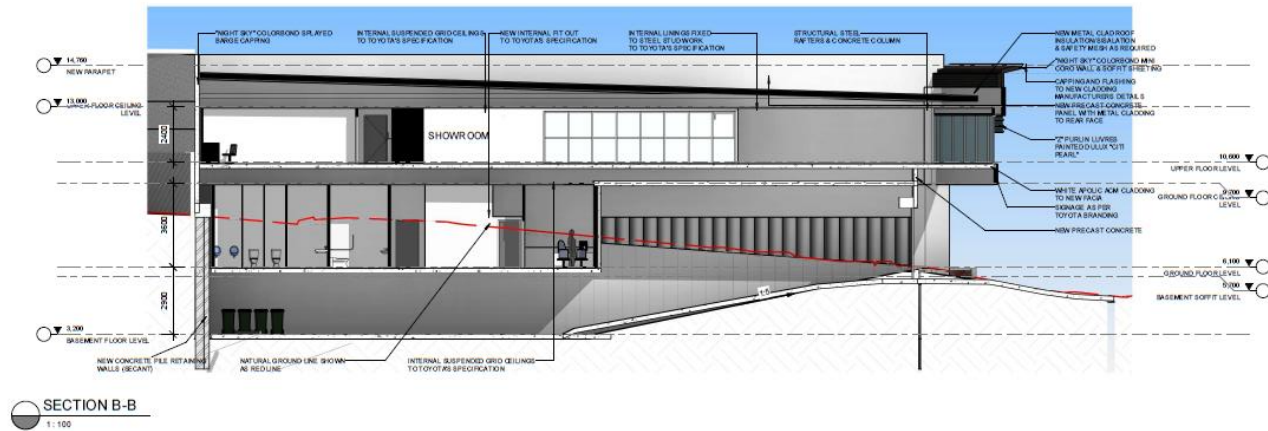 "NIGHT SKY" COLORBOND SPLAYED
BARGE CAPPING
INTERNAL SUSPENDED GRID CEILINGS
TO TOYOTA'S SPECIFICATION
NEW INTERNAL FIT OUT
TO TOYOTA'S SPECIFICATION
INTERNAL LININGS FIXED
TO STEEL STUDWORK
TO TOYOTA'S SPECIFICATION
STRUCTURAL STEEL
RAFTERS & CONCRETE COLUMN
NEW METAL CLAD ROOF
INSULATION/SISALATION
& SAFETY MESH AS REQUIRED
"NIGHT SKY" COLORBOND MINI
CORO WALL & SOFFIT SHEETING
CAPPING AND FLASHING
TO NEW CLADDING
MANUFACTURERS DETAILS
NEW PRECAST CONCRETE
PANEL WITH METAL CLADDING
TO REAR FACE
"Z" PURLIN LUVRES
PAINTED DULUX "CITI
PEARL"
14,760
NEW PARAPET
13,000
UPPER FLOOR CEILING
LEVEL
2400
SHOWROOM
10,600
UPPER FLOOR LEVEL
WHITE APOLIC ACM CLADDING
TO NEW FACIA
9,700
GROUND FLOOR CEILING
LEVEL
SIGNAGE AS PER
TOYOTA BRANDING
NEW PRECAST CONCRETE
3600
6,100
GROUND FLOOR LEVEL
5,700
BASEMENT SOFFIT LEVEL
1:5
2900
3,200
BASEMENT FLOOR LEVEL
NEW CONCRETE PILE RETAINING
WALLS (SECANT)
NATURAL GROUND LINE SHOWN
AS RED LINE
INTERNAL SUSPENDED GRID CEILINGS
TO TOYOTA'S SPECIFICATION
SECTION B-B
1 : 100